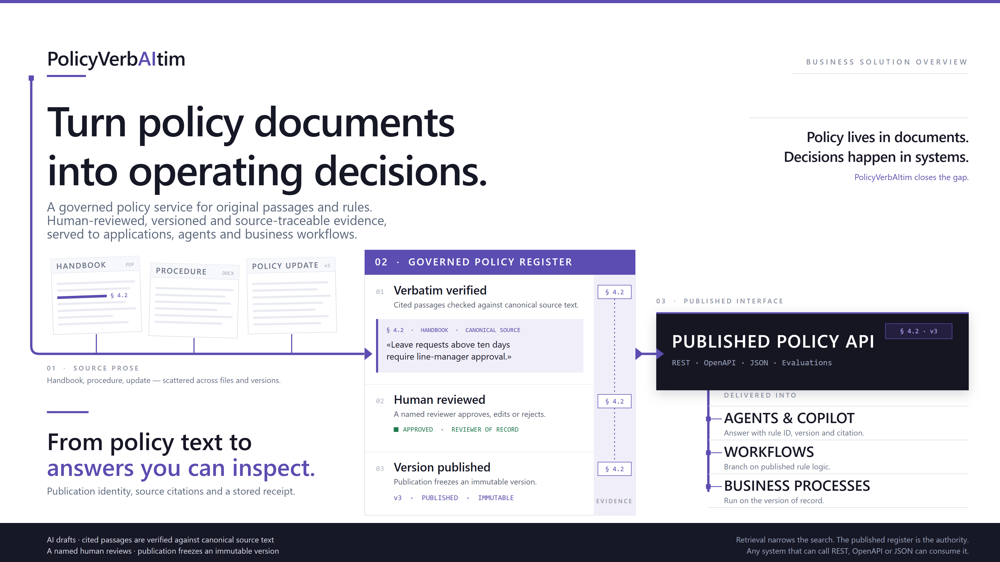 PolicyVerbAItim
BUSINESS SOLUTION OVERVIEW
Turn policy documents
into operating decisions.
Policy lives in documents.
Decisions happen in systems.
PolicyVerbAItim closes the gap.
A governed policy service for original passages and rules.
Human-reviewed, versioned and source-traceable evidence,
served to applications, agents and business workflows.
HANDBOOK PDF
§ 4.2
PROCEDURE DOCX
POLICY UPDATE v3
01 · SOURCE PROSE
Handbook, procedure, update — scattered across files and versions.
From policy text to
answers you can inspect.
Publication identity, source citations and a stored receipt.
02 · GOVERNED POLICY REGISTER
01 Verbatim verified
Cited passages checked against canonical source text.
§ 4.2
§ 4.2 · HANDBOOK · CANONICAL SOURCE
«Leave requests above ten days
require line-manager approval.»
02 Human reviewed
A named reviewer approves, edits or rejects.
APPROVED · REVIEWER OF RECORD
§ 4.2
03 Version published
Publication freezes an immutable version.
v3 · PUBLISHED · IMMUTABLE
§ 4.2
EVIDENCE
03 · PUBLISHED INTERFACE
PUBLISHED POLICY API
§ 4.2 · v3
REST · OpenAPI · JSON · Evaluations
DELIVERED INTO
AGENTS & COPILOT
Answer with rule ID, version and citation.
WORKFLOWS
Branch on published rule logic.
BUSINESS PROCESSES
Run on the version of record.
AI drafts · cited passages are verified against canonical source text
A named human reviews · publication freezes an immutable version
Retrieval narrows the search. The published register is the authority.
Any system that can call REST, OpenAPI or JSON can consume it.